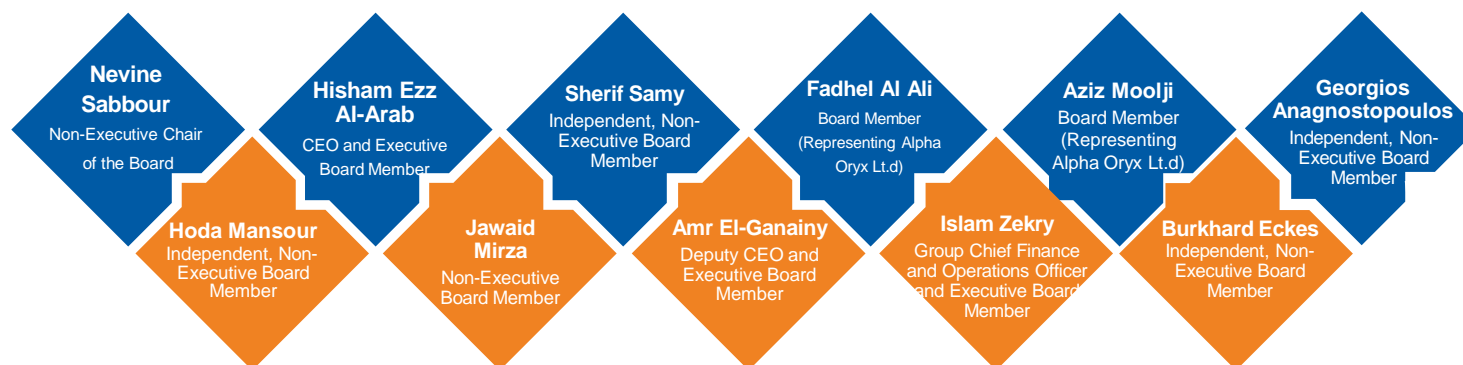 Nevine
Sabbour
Non-Executive Chair
of the Board
Hisham Ezz
Al-Arab
CEO and Executive
Board Member
Sherif Samy
Independent, Non-
Executive Board
Member
Fadhel Al Ali
Board Member
(Representing Alpha
Oryx Lt.d)
Aziz Moolji
Board Member
(Representing
Alpha Oryx Lt.d)
Georgios
Anagnostopoulos
Independent, Non-
Executive Board
Member
Hoda Mansour
Independent, Non-
Executive Board
Member
Jawaid
Mirza
Non-Executive
Board Member
Amr El-Ganainy
Deputy CEO and
Executive Board
Member
Islam Zekry
Group Chief Finance
and Operations Officer
and Executive Board
Member
Burkhard Eckes
Independent, Non-
Executive Board
Member